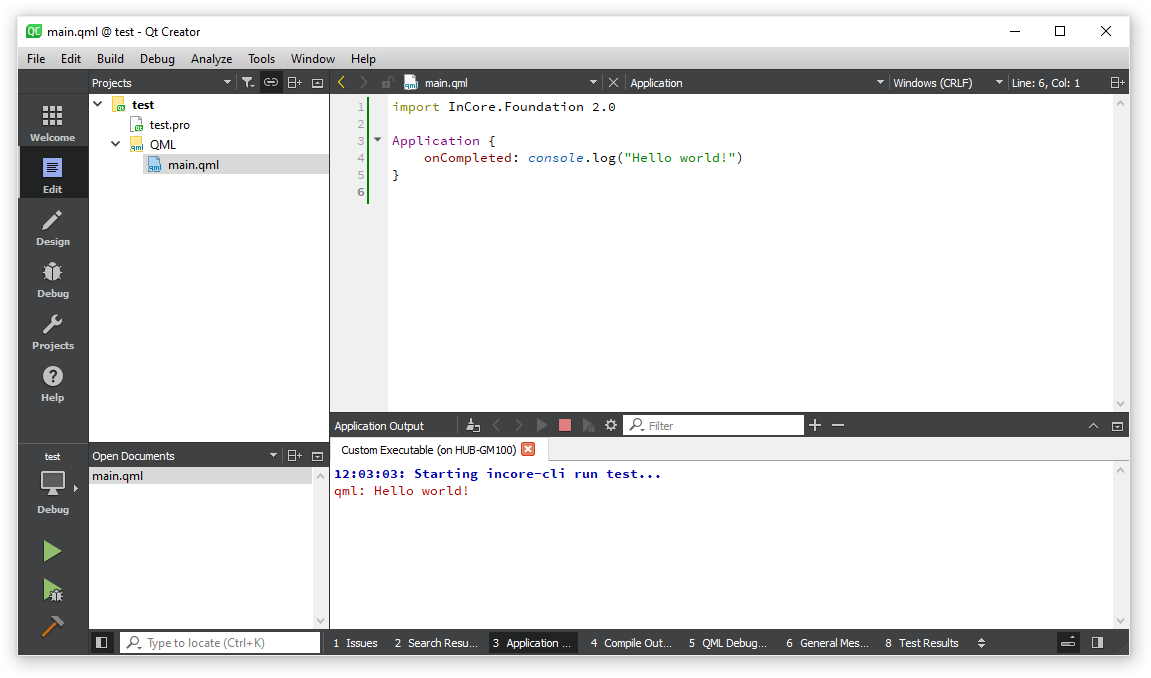 QC main.qml @ test - Qt Creator
File Edit Build Debug Analyze Tools Window Help
Projects
main.qml
Application
Windows (CRLF)
Line: 6, Col: 1
Welcome
Edit
Design
Debug
Projects
Help
test
test.pro
QML
main.qml
1 import InCore.Foundation 2.0
2
3 Application {
4 onCompleted: console.log("Hello world!")
5 }
6
Application Output
Filter
Custom Executable (on HUB-GM100)
12:03:03: Starting incore-cli run test...
qml: Hello world!
test
Debug
Open Documents
main.qml
Type to locate (Ctrl+K)
1 Issues 2 Search Resu... 3 Application ... 4 Compile Out... 5 QML Debug... 6 General Mes... 8 Test Results